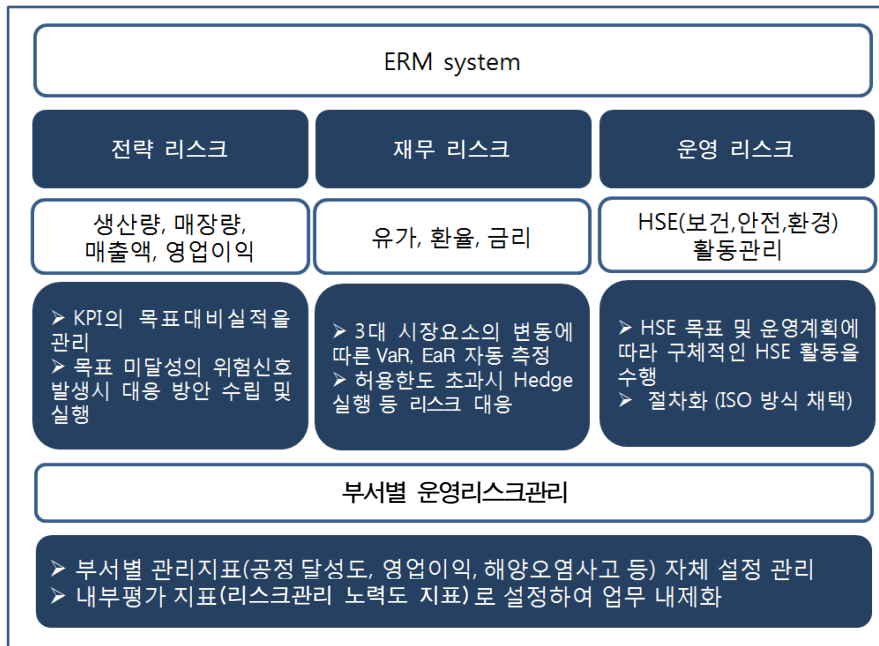 ERM system
전략 리스크
재무 리스크
운영 리스크
생산량, 매장량,
매출액, 영업이익
유가, 환율, 금리
HSE(보건,안전,환경)
활동관리
➢ KPI의 목표대비실적을
관리
➢ 목표 미달성의 위험신호
발생시 대응 방안 수립 및
실행
➢ 3대 시장요소의 변동에
따른 VaR, EaR 자동 측정
➢ 허용한도 초과시 Hedge
실행 등 리스크 대응
➢ HSE 목표 및 운영계획에
따라 구체적인 HSE 활동을
수행
➢ 절차화 (ISO 방식 채택)
부서별 운영리스크관리
➢ 부서별 관리지표(공정 달성도, 영업이익, 해양오염사고 등) 자체 설정 관리
➢ 내부평가 지표(리스크관리 노력도 지표) 로 설정하여 업무 내제화